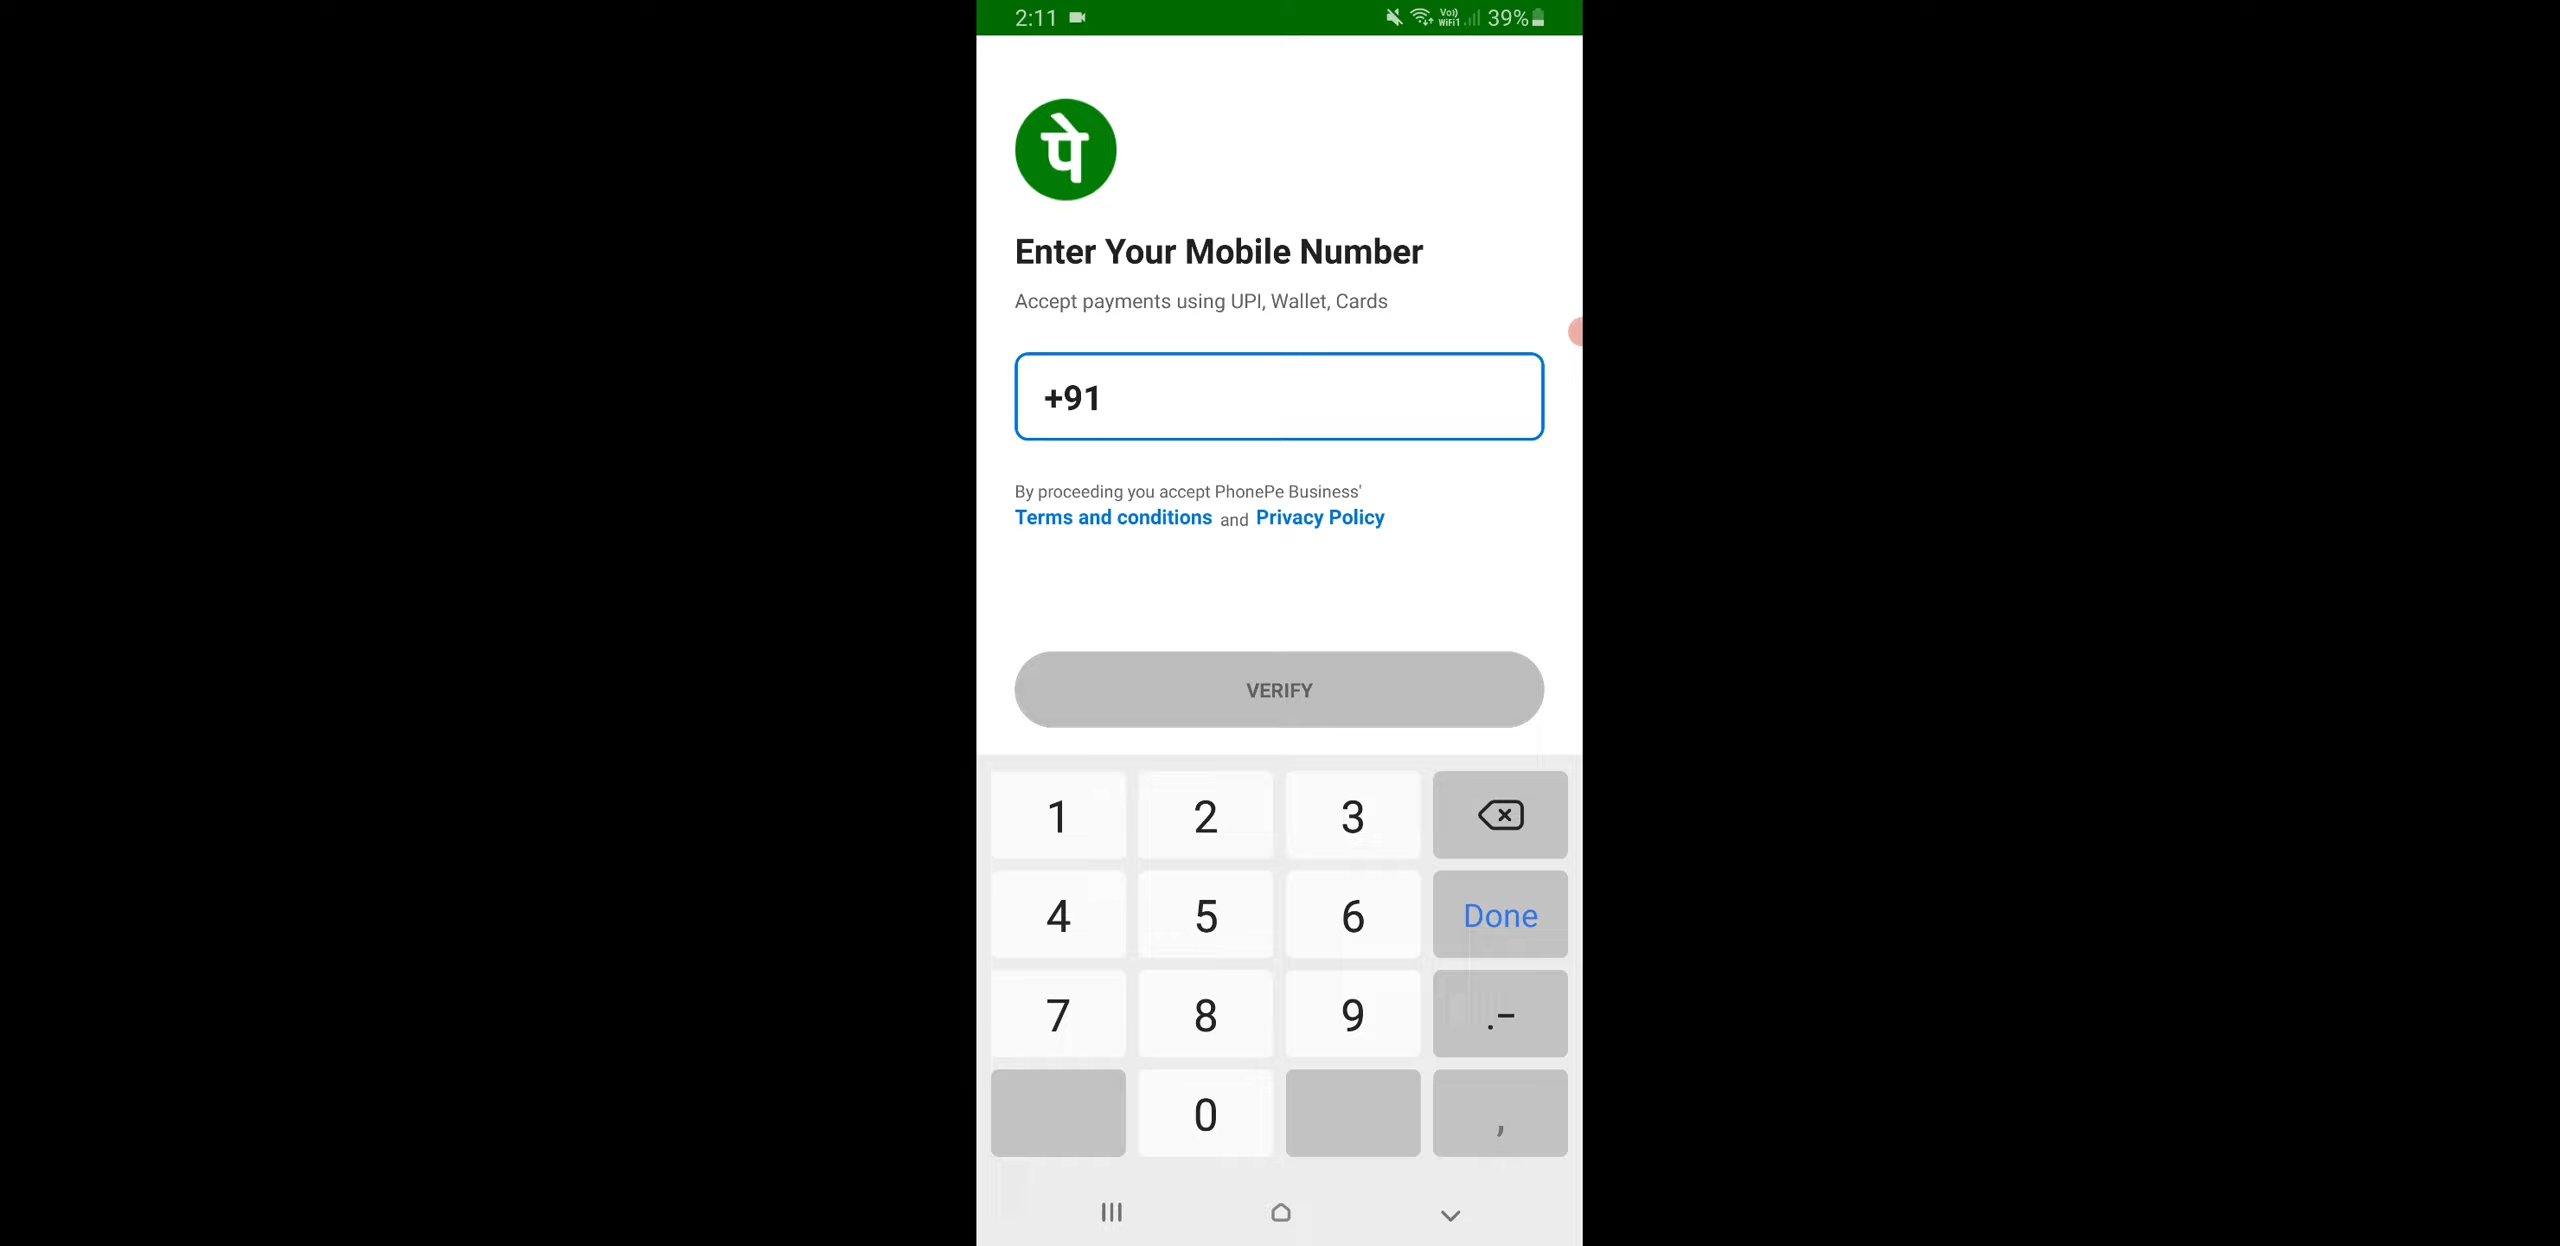 2:11
Vo)) WiFi1 39%
पे
Enter Your Mobile Number
Accept payments using UPI, Wallet, Cards
+91
By proceeding you accept PhonePe Business'
Terms and conditions and Privacy Policy
VERIFY
1 2 3
4 5 6 Done
7 8 9 .-
0 ,